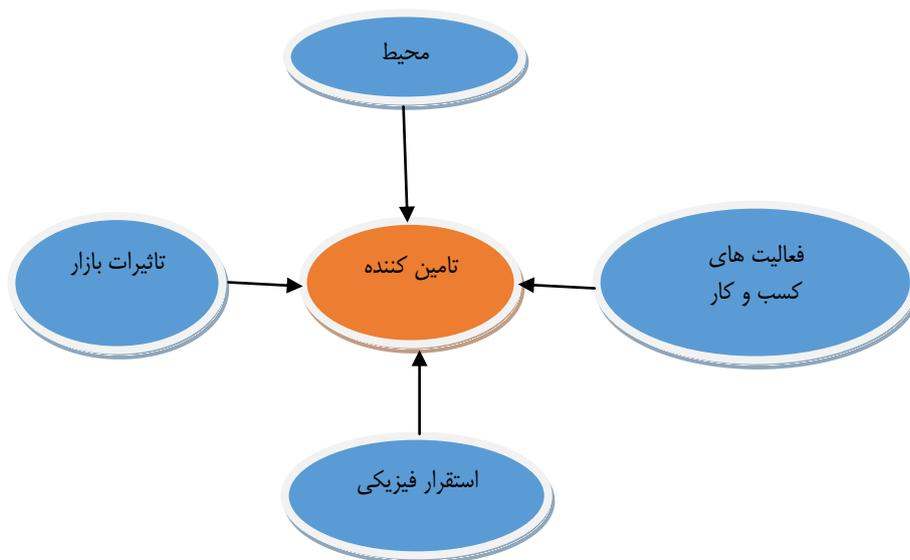 محیط
فعالیت های
کسب و کار
تامین کننده
تاثیرات بازار
استقرار فیزیکی